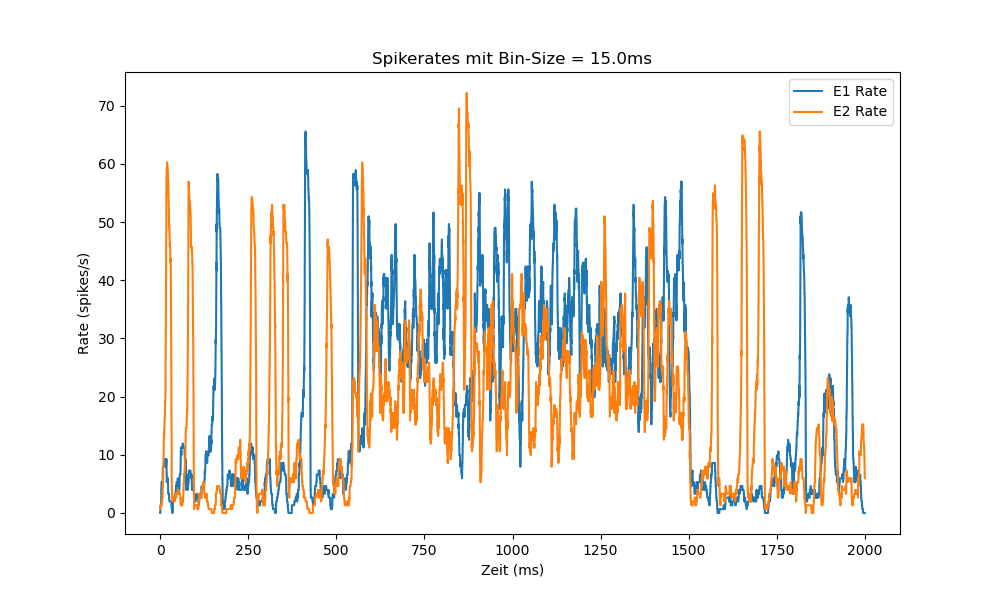 Spikerates mit Bin-Size = 15.0ms
E1 Rate
E2 Rate
70
60
50
40
30
20
10
0
Rate (spikes/s)
0 250 500 750 1000 1250 1500 1750 2000
Zeit (ms)